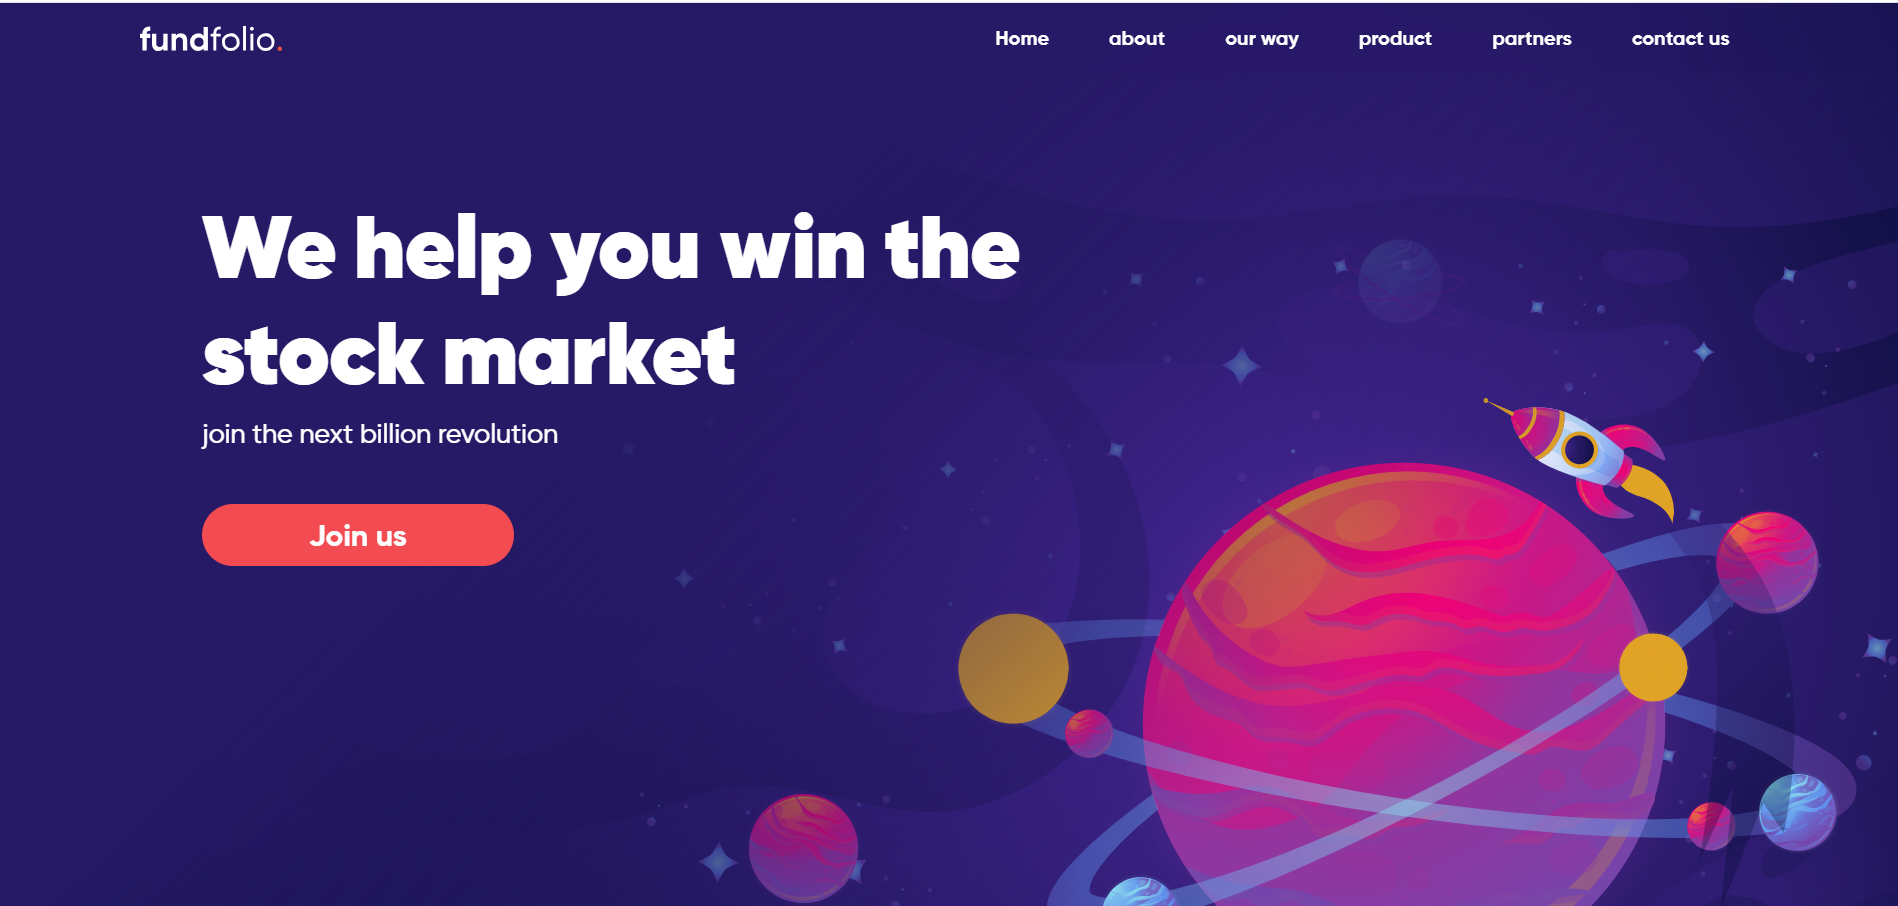 fundfolio.
Home about our way product partners contact us
We help you win the
stock market
join the next billion revolution
Join us